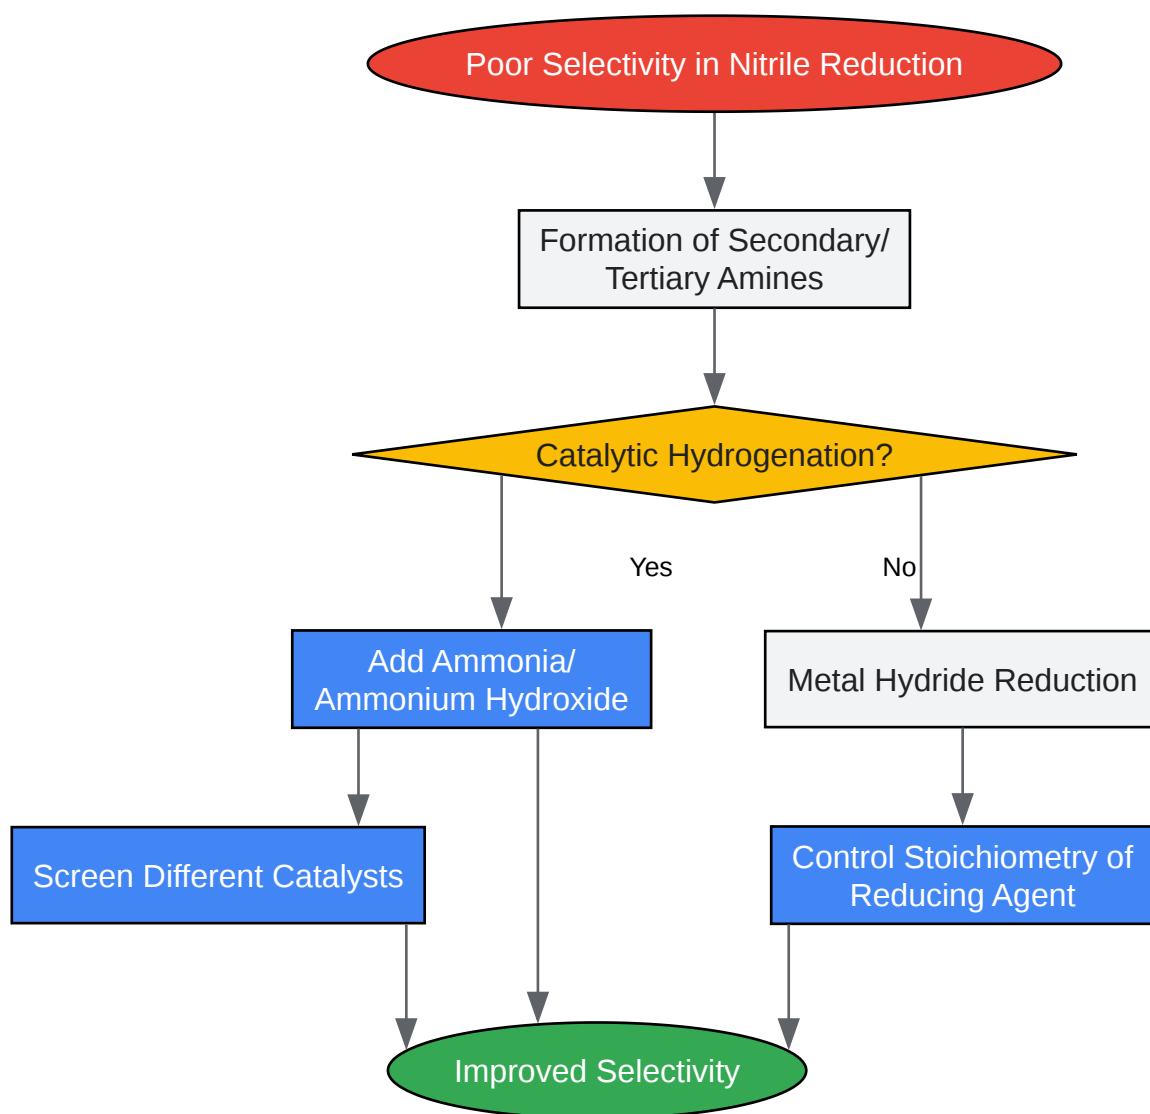 Poor Selectivity in Nitrile Reduction
Formation of Secondary/
Tertiary Amines
Catalytic Hydrogenation?
Yes
No
Add Ammonia/
Ammonium Hydroxide
Metal Hydride Reduction
Screen Different Catalysts
Control Stoichiometry of
Reducing Agent
Improved Selectivity